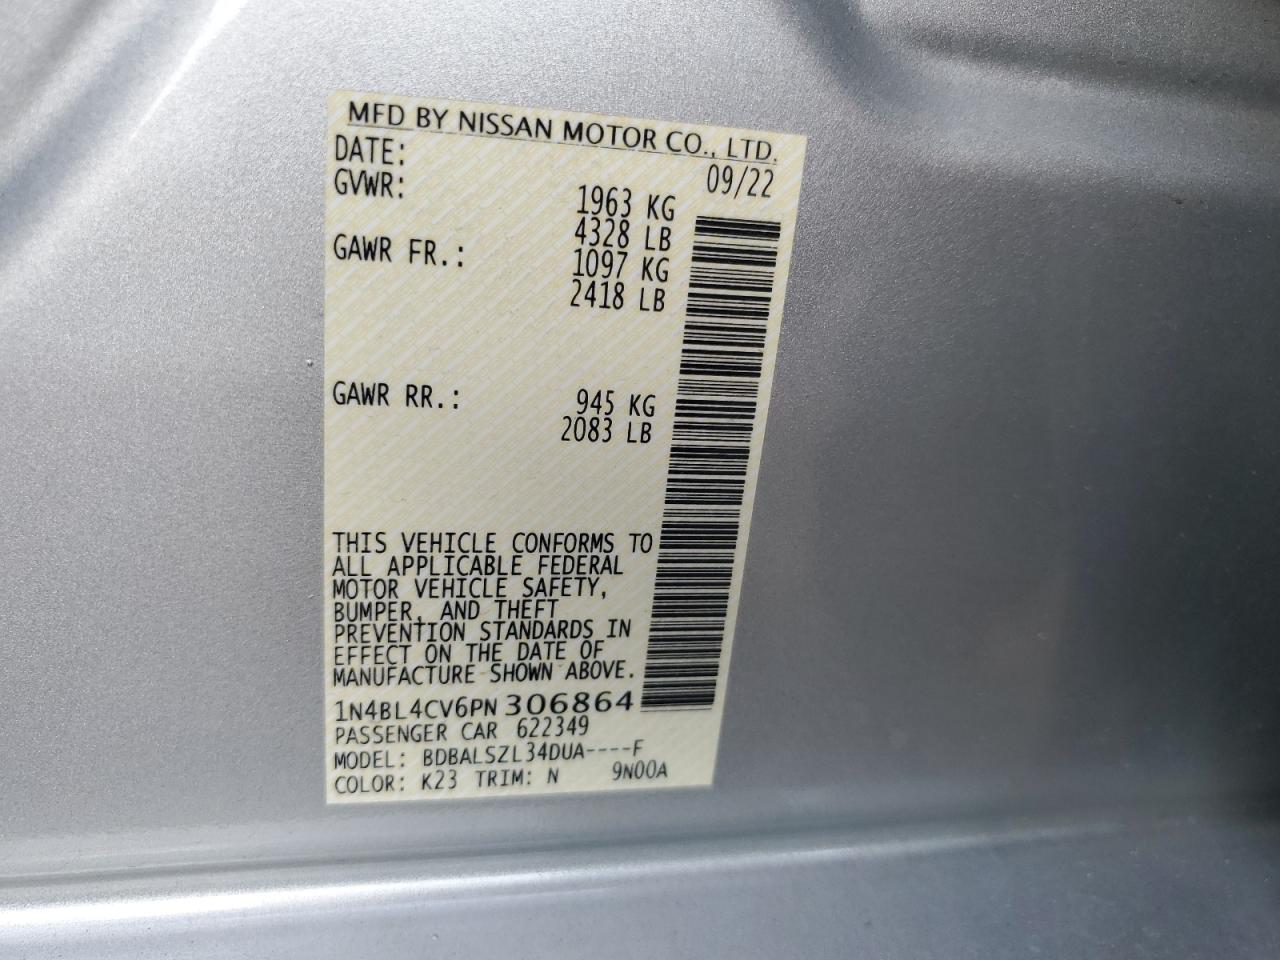 MFD BY NISSAN MOTOR CO., LTD.
DATE: 09/22
GVWR: 1963 KG
4328 LB
GAWR FR.: 1097 KG
2418 LB
GAWR RR.: 945 KG
2083 LB
THIS VEHICLE CONFORMS TO
ALL APPLICABLE FEDERAL
MOTOR VEHICLE SAFETY,
BUMPER, AND THEFT
PREVENTION STANDARDS IN
EFFECT ON THE DATE OF
MANUFACTURE SHOWN ABOVE.
1N4BL4CV6PN306864
PASSENGER CAR 622349
MODEL: BDBALSZL34DUA----F
COLOR: K23 TRIM: N 9N00A